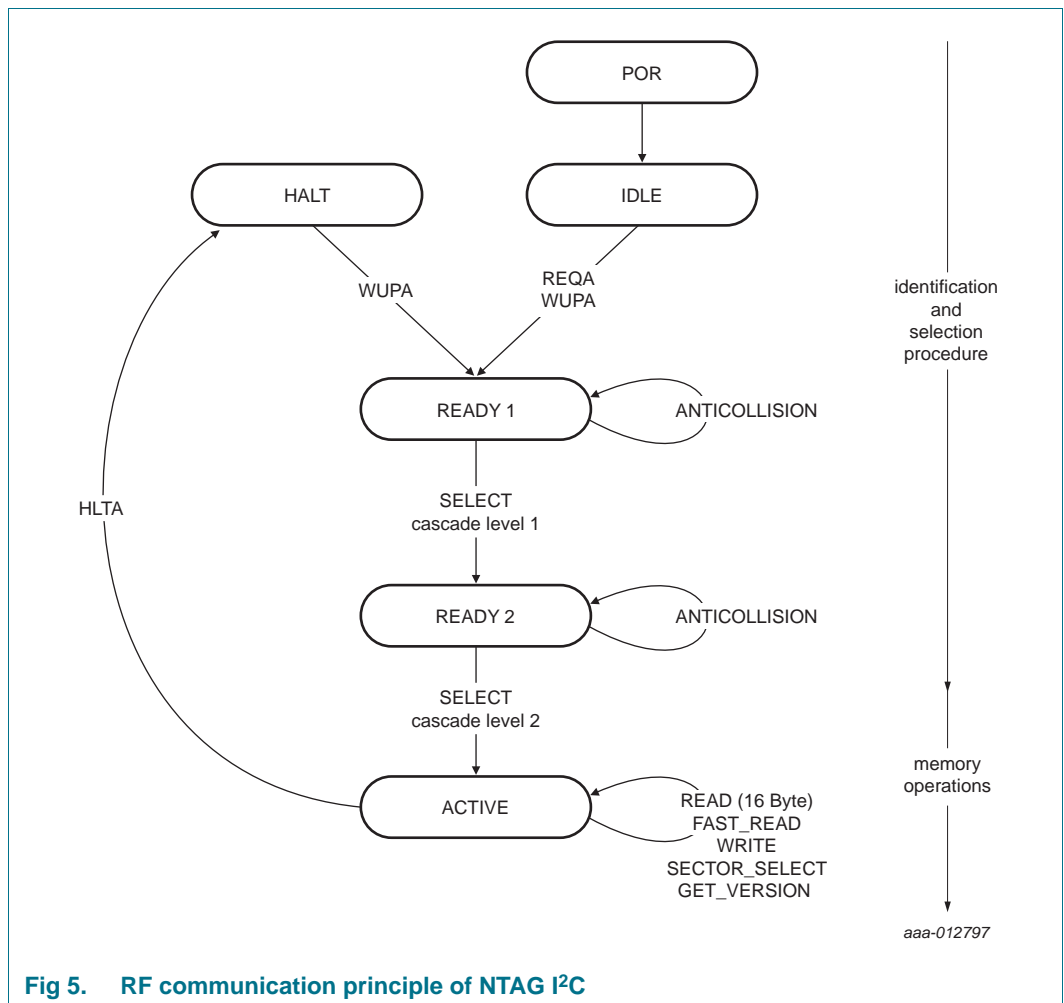 POR
HALT
IDLE
WUPA
REQA
WUPA
identification
and
selection
procedure
READY 1
ANTICOLLISION
SELECT
cascade level 1
HLTA
READY 2
ANTICOLLISION
SELECT
cascade level 2
memory
operations
ACTIVE
READ (16 Byte)
FAST_READ
WRITE
SECTOR_SELECT
GET_VERSION
aaa-012797
Fig 5. RF communication principle of NTAG I²C